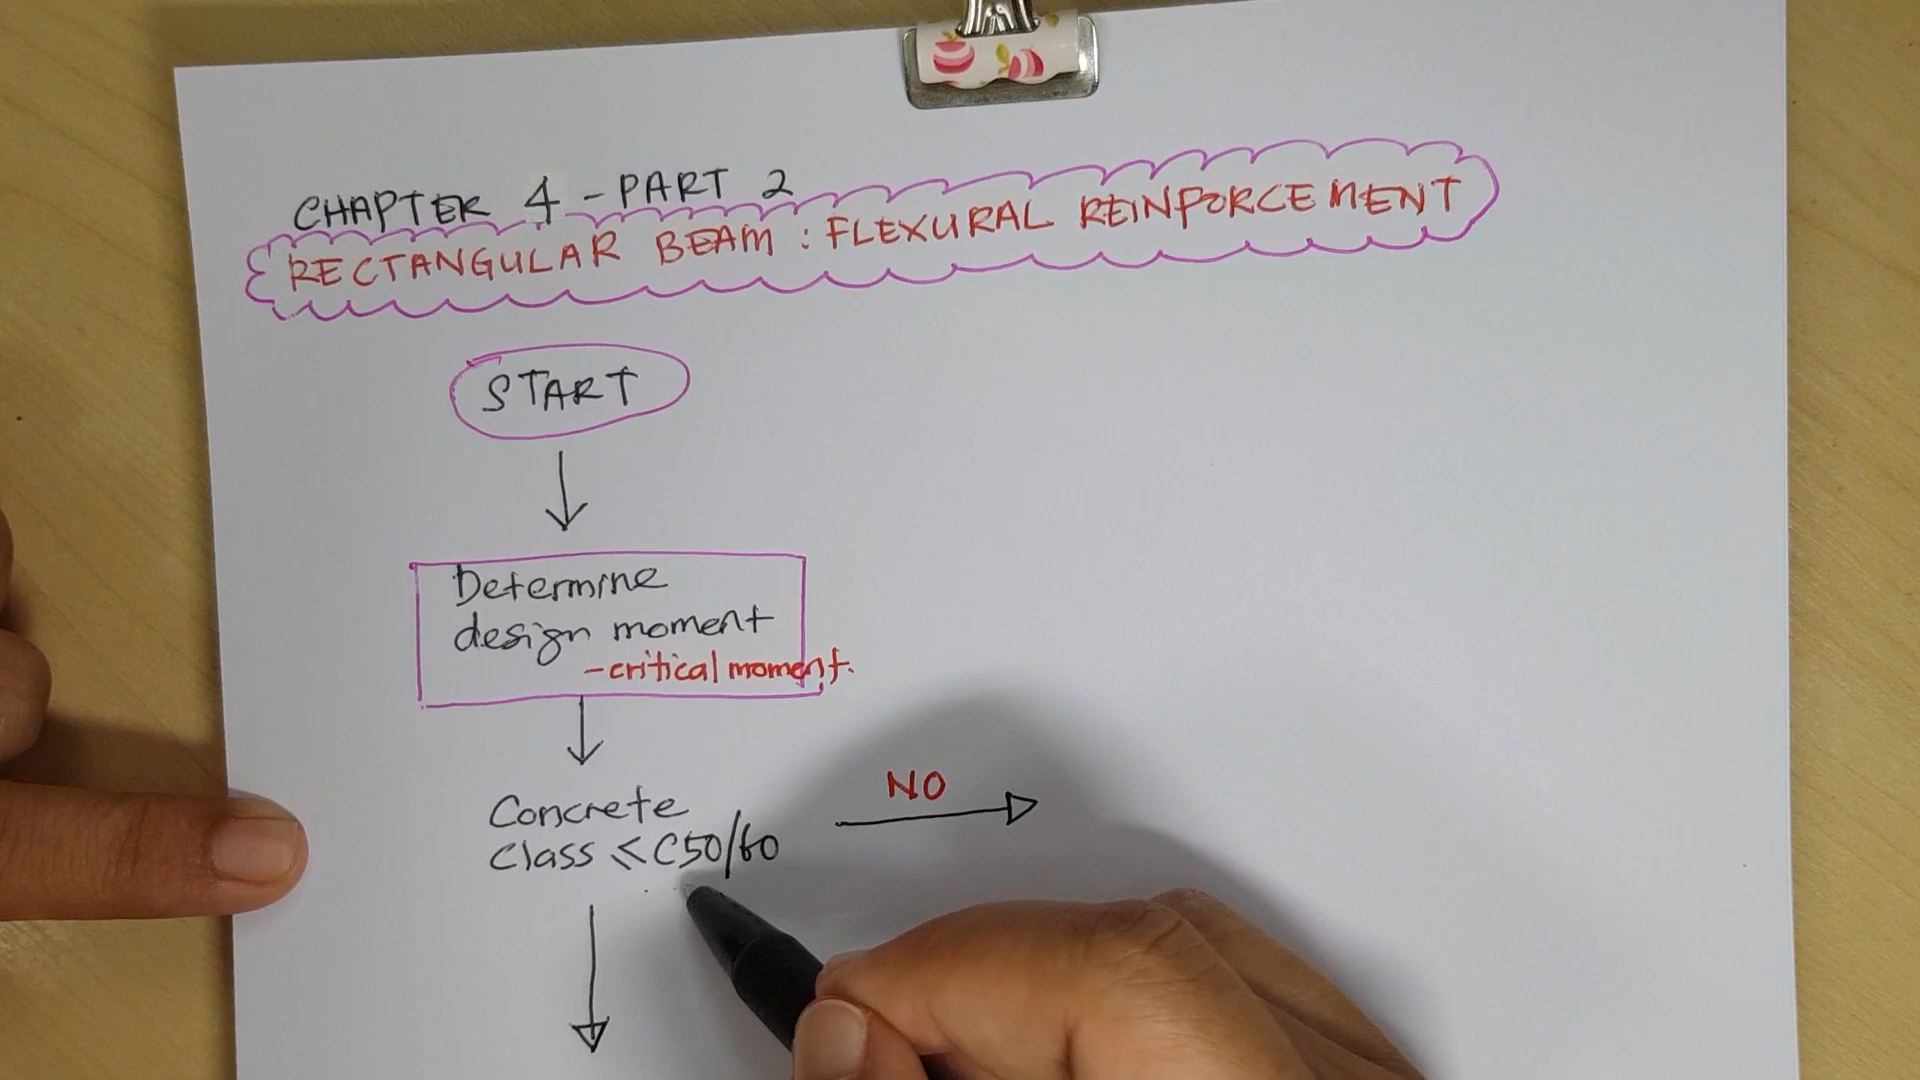 CHAPTER 4 - PART 2
RECTANGULAR BEAM : FLEXURAL REINFORCEMENT
START
Determine
design moment
- critical moment.
Concrete
class ≤ C50/60
NO